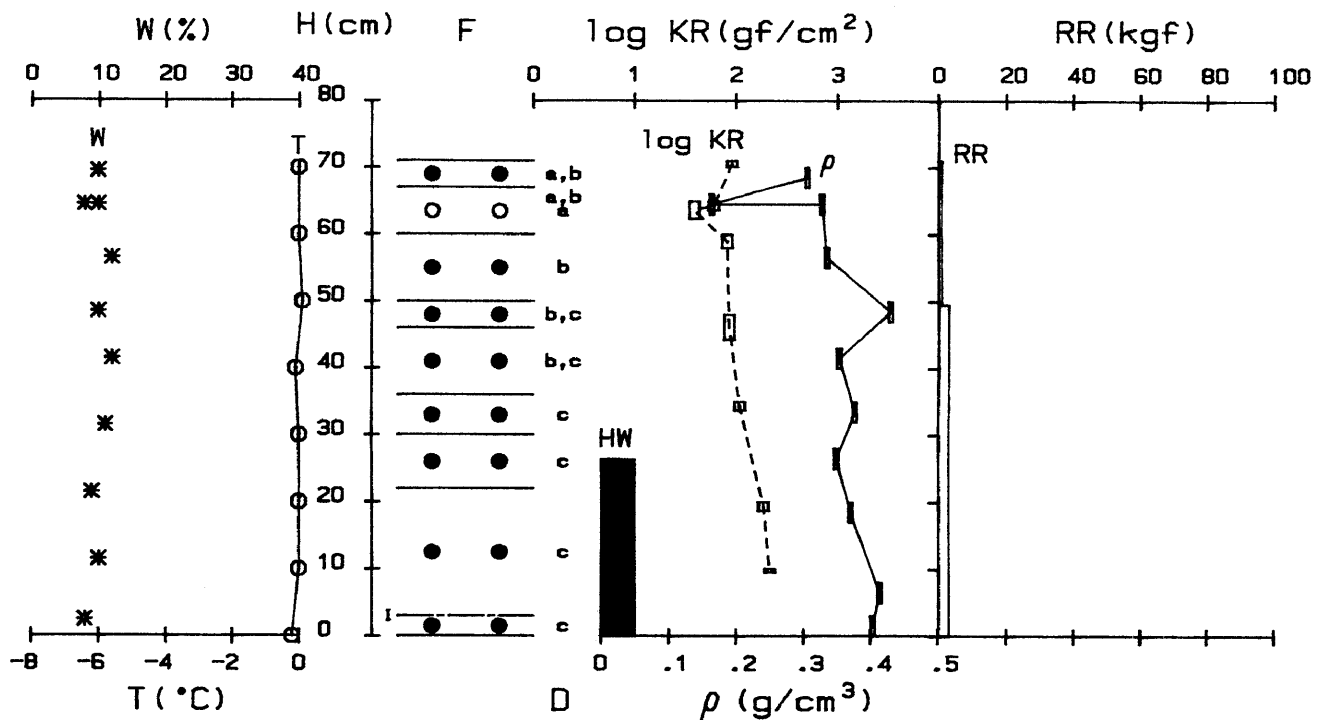 W(%) H(cm) F log KR(gf/cm²) RR(kgf)
0 10 20 30 40 0 1 2 3 0 20 40 60 80 100
80
W T log KR ρ RR
70
a,b
a,b
a
60
b
50
b,c
40
b,c
c
30
HW
c
20
c
10
I
c
0
-8 -6 -4 -2 0 0 .1 .2 .3 .4 .5
T(°C) D ρ (g/cm³)